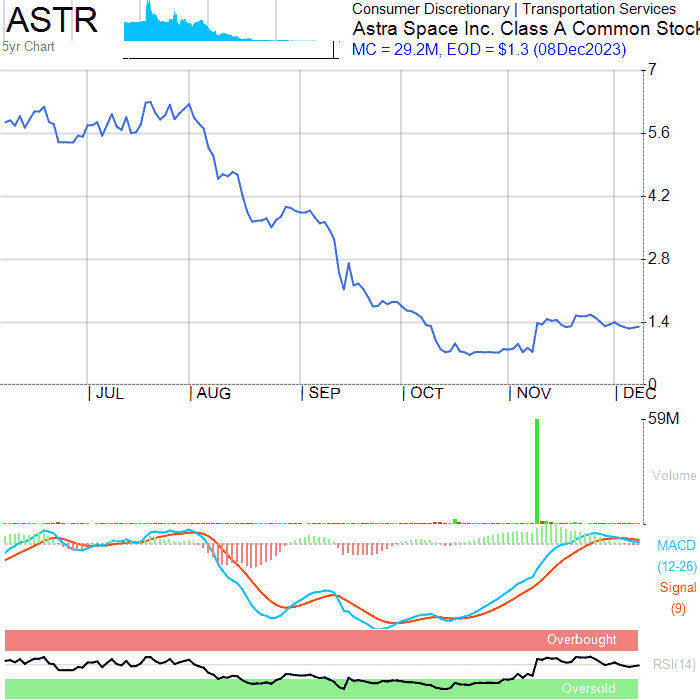 ASTR
5yr Chart
Consumer Discretionary | Transportation Services
Astra Space Inc. Class A Common Stock
MC = 29.2M, EOD = $1.3 (08Dec2023)
7
5.6
4.2
2.8
1.4
0
JUL
AUG
SEP
OCT
NOV
DEC
59M
Volume
MACD
(12-26)
Signal
(9)
Overbought
RSI(14)
Oversold